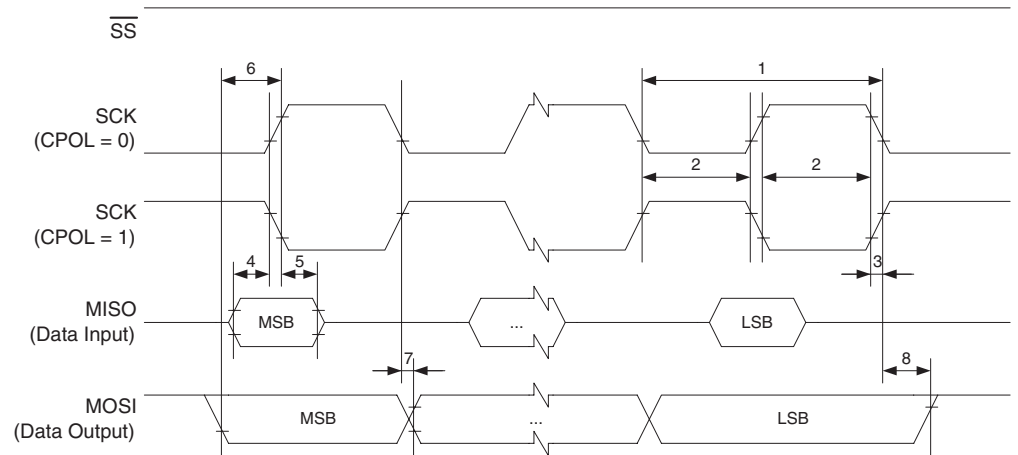 SS
6
1
SCK
(CPOL = 0)
2
2
SCK
(CPOL = 1)
4
5
3
MISO
(Data Input)
MSB
...
LSB
7
8
MOSI
(Data Output)
MSB
...
LSB